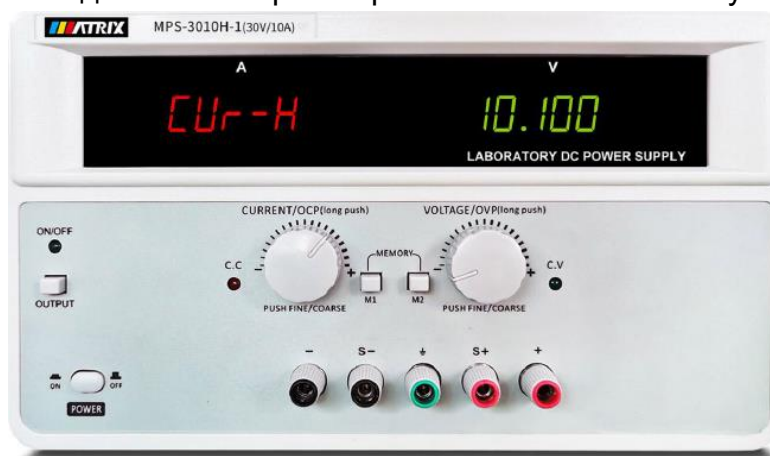 MATRIX MPS-3010H-1(30V/10A)
A V
CUr-H 10.100
LABORATORY DC POWER SUPPLY
CURRENT/OCP(long push) VOLTAGE/OVP(long push)
ON/OFF
MEMORY
C.C - + - + C.V
OUTPUT
M1 M2
PUSH FINE/COARSE PUSH FINE/COARSE
- S- S+ +
ON OFF
POWER